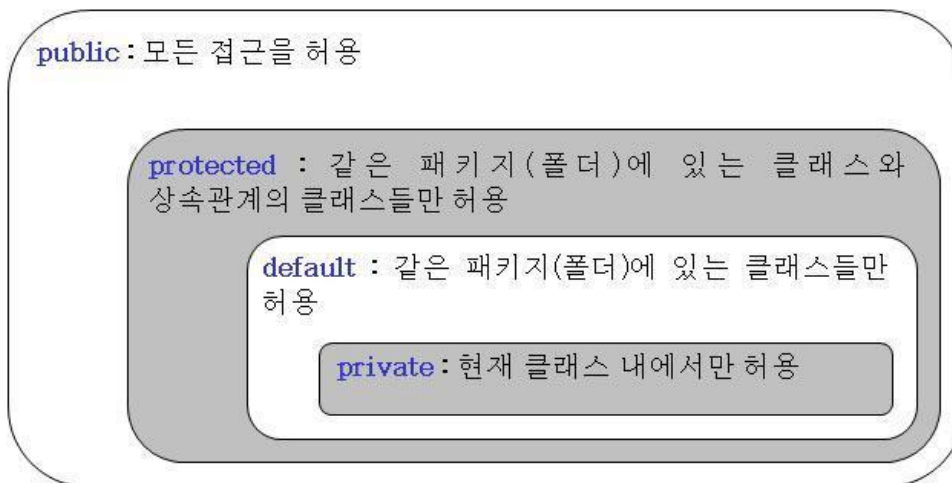 public : 모든 접근을 허용
protected : 같은 패키지(폴더)에 있는 클래스와
상속관계의 클래스들만 허용
default : 같은 패키지(폴더)에 있는 클래스들만
허용
private : 현재 클래스 내에서만 허용